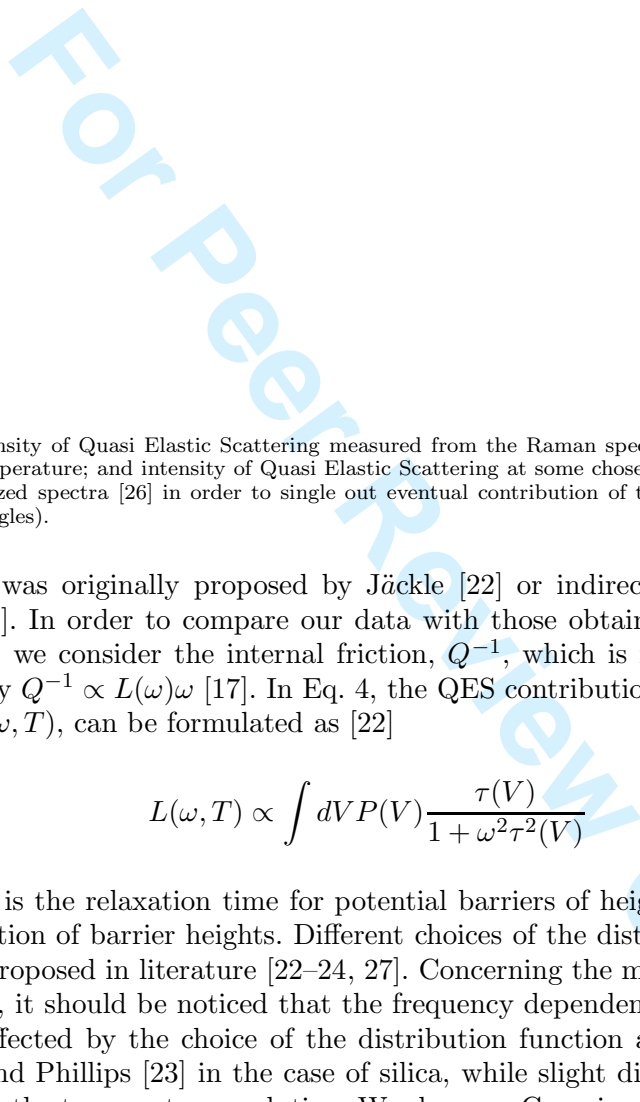 For Peer Review
nsity of Quasi Elastic Scattering measured from the Raman spec
perature; and intensity of Quasi Elastic Scattering at some chose
zed spectra [26] in order to single out eventual contribution of t
gles).
was originally proposed by Jäckle [22] or indirec
]. In order to compare our data with those obtain
we consider the internal friction, Q⁻¹, which is
y Q⁻¹ ∝ L(ω)ω [17]. In Eq. 4, the QES contributio
ω, T), can be formulated as [22]
L(ω, T) ∝ ∫ dV P(V) τ(V) / (1 + ω²τ²(V))
is the relaxation time for potential barriers of heig
tion of barrier heights. Different choices of the dist
roposed in literature [22–24, 27]. Concerning the m
, it should be noticed that the frequency dependen
ffected by the choice of the distribution function a
nd Phillips [23] in the case of silica, while slight di